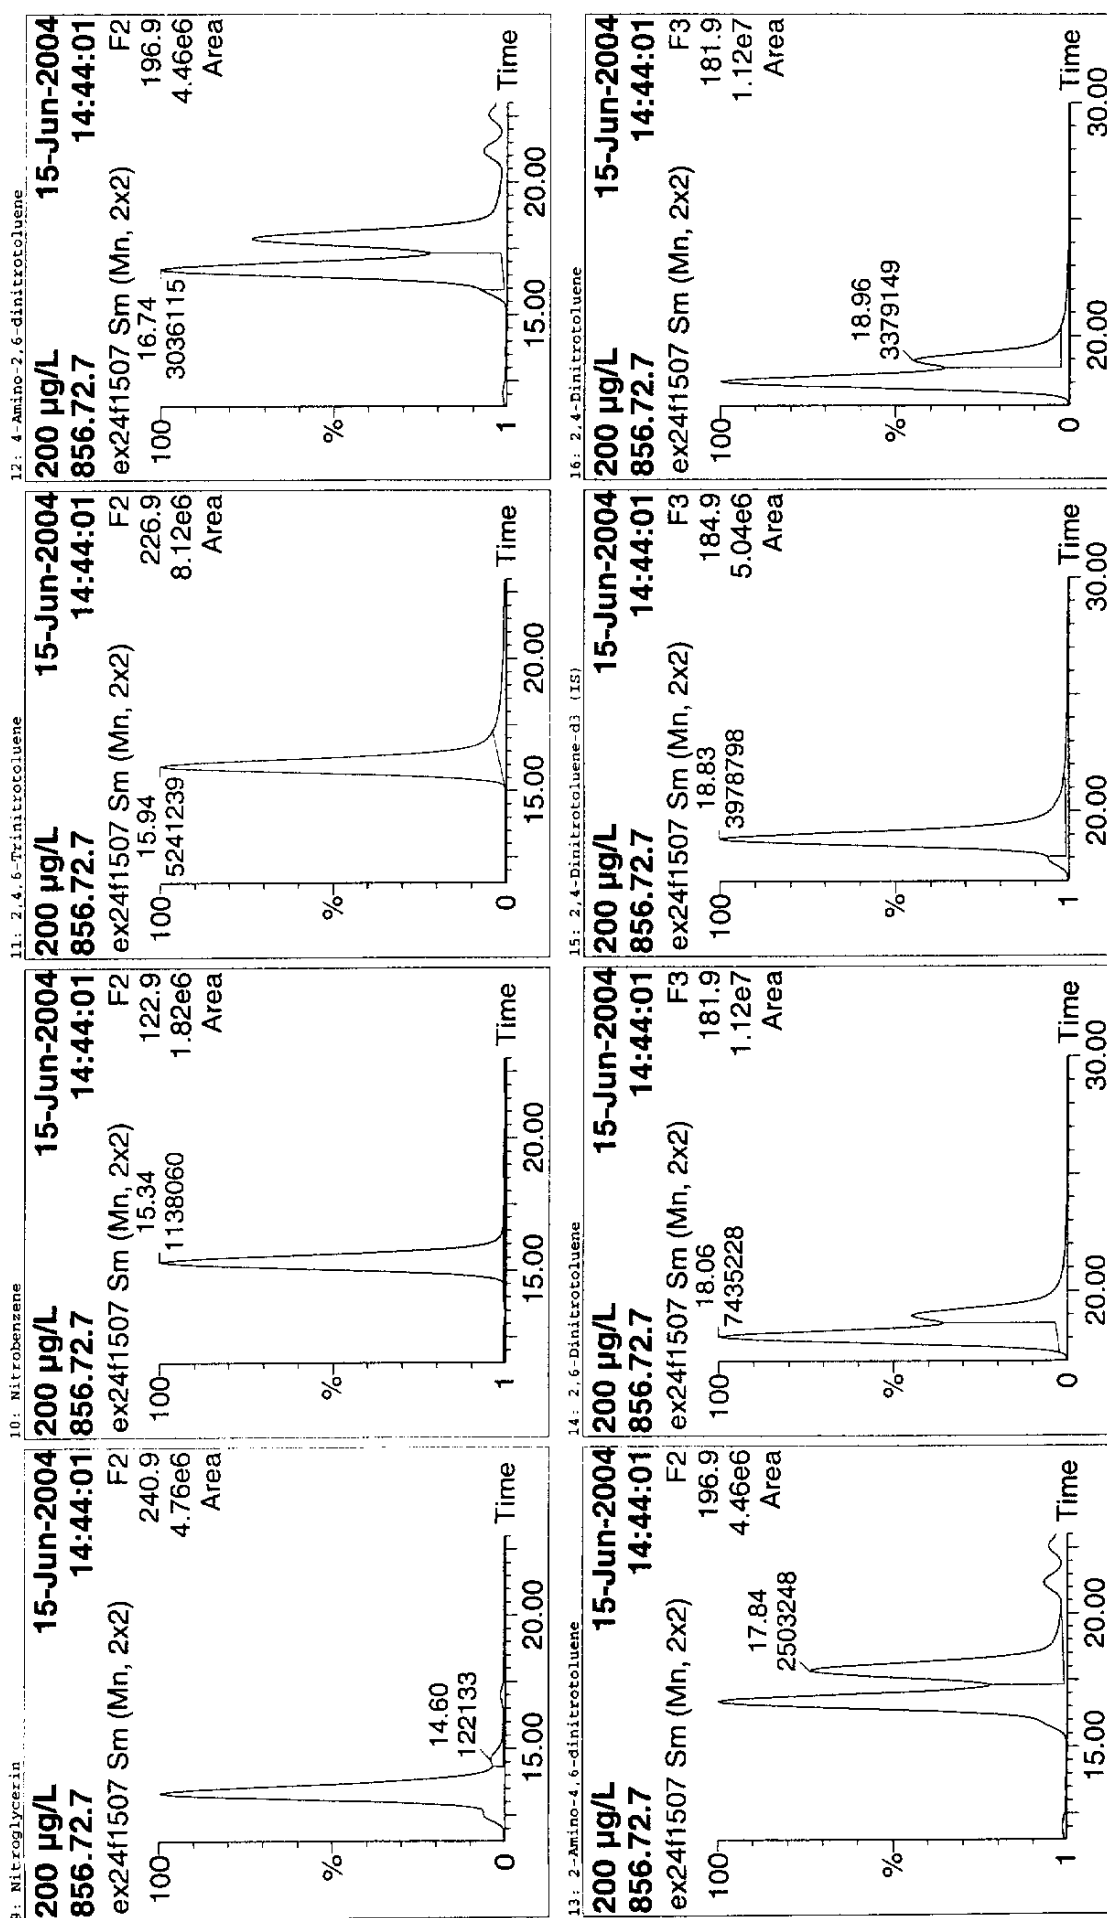 9: Nitroglycerin
200 µg/L 15-Jun-2004
856.72.7 14:44:01
ex24f1507 Sm (Mn, 2x2) F2
240.9
4.76e6
Area
100
%
0
14.60
122133
15.00 20.00 Time
10: Nitrobenzene
200 µg/L 15-Jun-2004
856.72.7 14:44:01
ex24f1507 Sm (Mn, 2x2) F2
122.9
1.82e6
Area
15.34
1138060
100
%
1
15.00 20.00 Time
11: 2,4,6-Trinitrotoluene
200 µg/L 15-Jun-2004
856.72.7 14:44:01
ex24f1507 Sm (Mn, 2x2) F2
226.9
8.12e6
Area
15.94
5241239
100
%
0
15.00 20.00 Time
12: 4-Amino-2,6-dinitrotoluene
200 µg/L 15-Jun-2004
856.72.7 14:44:01
ex24f1507 Sm (Mn, 2x2) F2
196.9
4.46e6
Area
16.74
3036115
100
%
1
15.00 20.00 Time
13: 2-Amino-4,6-dinitrotoluene
200 µg/L 15-Jun-2004
856.72.7 14:44:01
ex24f1507 Sm (Mn, 2x2) F2
196.9
4.46e6
Area
17.84
2503248
100
%
1
15.00 20.00 Time
14: 2,6-Dinitrotoluene
200 µg/L 15-Jun-2004
856.72.7 14:44:01
ex24f1507 Sm (Mn, 2x2) F3
181.9
1.12e7
Area
18.06
7435228
100
%
0
20.00 30.00 Time
15: 2,4-Dinitrotoluene-d3 (IS)
200 µg/L 15-Jun-2004
856.72.7 14:44:01
ex24f1507 Sm (Mn, 2x2) F3
184.9
5.04e6
Area
18.83
3978798
100
%
1
20.00 30.00 Time
16: 2,4-Dinitrotoluene
200 µg/L 15-Jun-2004
856.72.7 14:44:01
ex24f1507 Sm (Mn, 2x2) F3
181.9
1.12e7
Area
18.96
3379149
100
%
0
20.00 30.00 Time